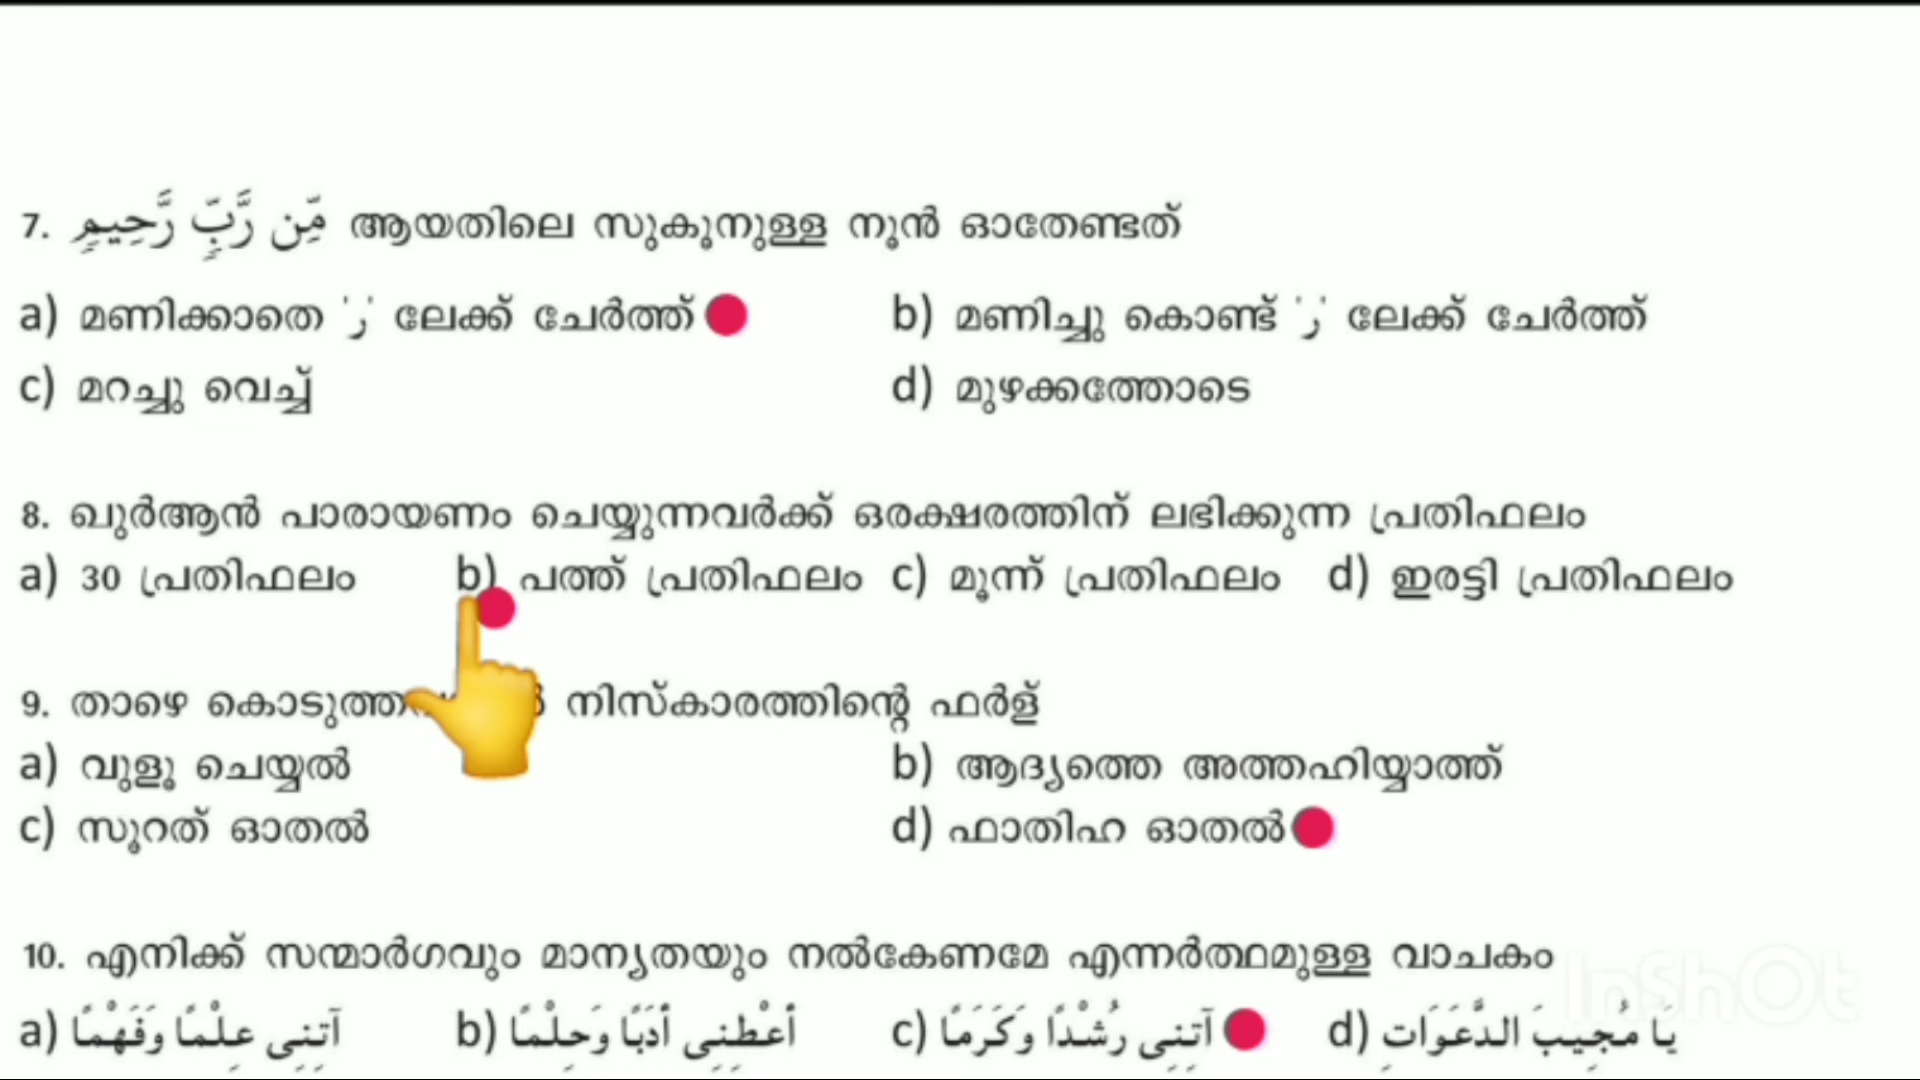 7. مِّن رَّبٍّ رَّحِيمٍ ആയതിലെ സുകൂനുള്ള നൂൻ ഓതേണ്ടത്
a) മണിക്കാതെ 'ر' ലേക്ക് ചേർത്ത് b) മണിച്ചു കൊണ്ട് 'ر' ലേക്ക് ചേർത്ത്
c) മറച്ചു വെച്ച് d) മുഴക്കത്തോടെ
8. ഖുർആൻ പാരായണം ചെയ്യുന്നവർക്ക് ഒരക്ഷരത്തിന് ലഭിക്കുന്ന പ്രതിഫലം
a) 30 പ്രതിഫലം b) പത്ത് പ്രതിഫലം c) മൂന്ന് പ്രതിഫലം d) ഇരട്ടി പ്രതിഫലം
9. താഴെ നിസ്കാരത്തിന്റെ ഫർള്
a) വുളൂ ചെയ്യൽ b) ആദ്യത്തെ അത്തഹിയ്യാത്ത്
c) സൂറത് ഓതൽ d) ഫാതിഹ ഓതൽ
10. എനിക്ക് സന്മാർഗവും മാന്യതയും നൽകേണമേ എന്നർത്ഥമുള്ള വാചകം
a) آتِنِي عِلْمًا وَفَهْمًا b) أَعْطِنِي أَدَبًا وَحِلْمًا c) آتِنِي رُشْدًا وَكَرَمًا d) يَا مُجِيبَ الدَّعَوَاتِ
InShOt